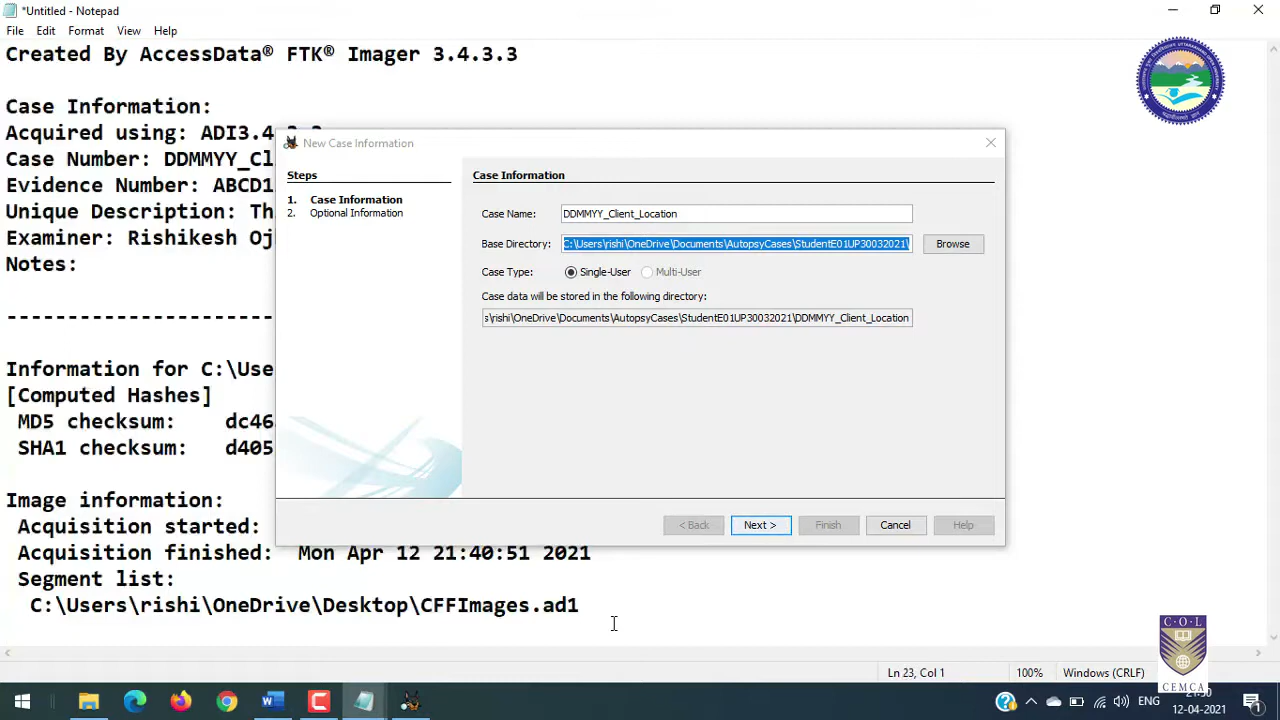 *Untitled - Notepad
File Edit Format View Help
Created By AccessData® FTK® Imager 3.4.3.3
Case Information:
Acquired using: ADI3.4.3.3
Case Number: DDMMYY_Cl
Evidence Number: ABCD1
Unique Description: Th
Examiner: Rishikesh Oj
Notes:
Information for C:\Use
[Computed Hashes]
MD5 checksum: dc46
SHA1 checksum: d405
Image information:
Acquisition started:
Acquisition finished: Mon Apr 12 21:40:51 2021
Segment list:
C:\Users\rishi\OneDrive\Desktop\CFFImages.ad1
New Case Information
Steps
1. Case Information
2. Optional Information
Case Information
Case Name: DDMMYY_Client_Location
Base Directory: C:\Users\rishi\OneDrive\Documents\AutopsyCases\StudentE01UP30032021\ Browse
Case Type: Single-User Multi-User
Case data will be stored in the following directory:
s\rishi\OneDrive\Documents\AutopsyCases\StudentE01UP30032021\DDMMYY_Client_Location
< Back Next > Finish Cancel Help
Ln 23, Col 1 100% Windows (CRLF)
C·O·L
CEMCA
ENG
12-04-2021
1